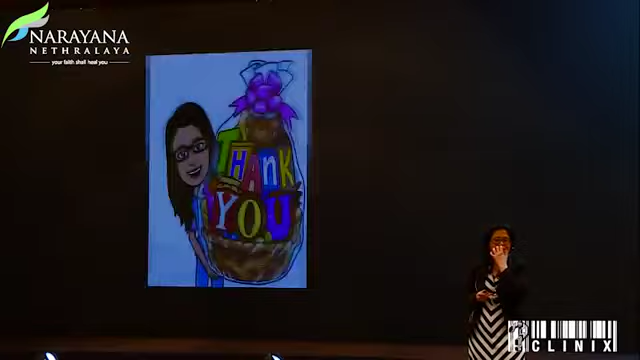 NARAYANA
NETHRALAYA
your faith shall heal you
THANK
YOU
CLINIX